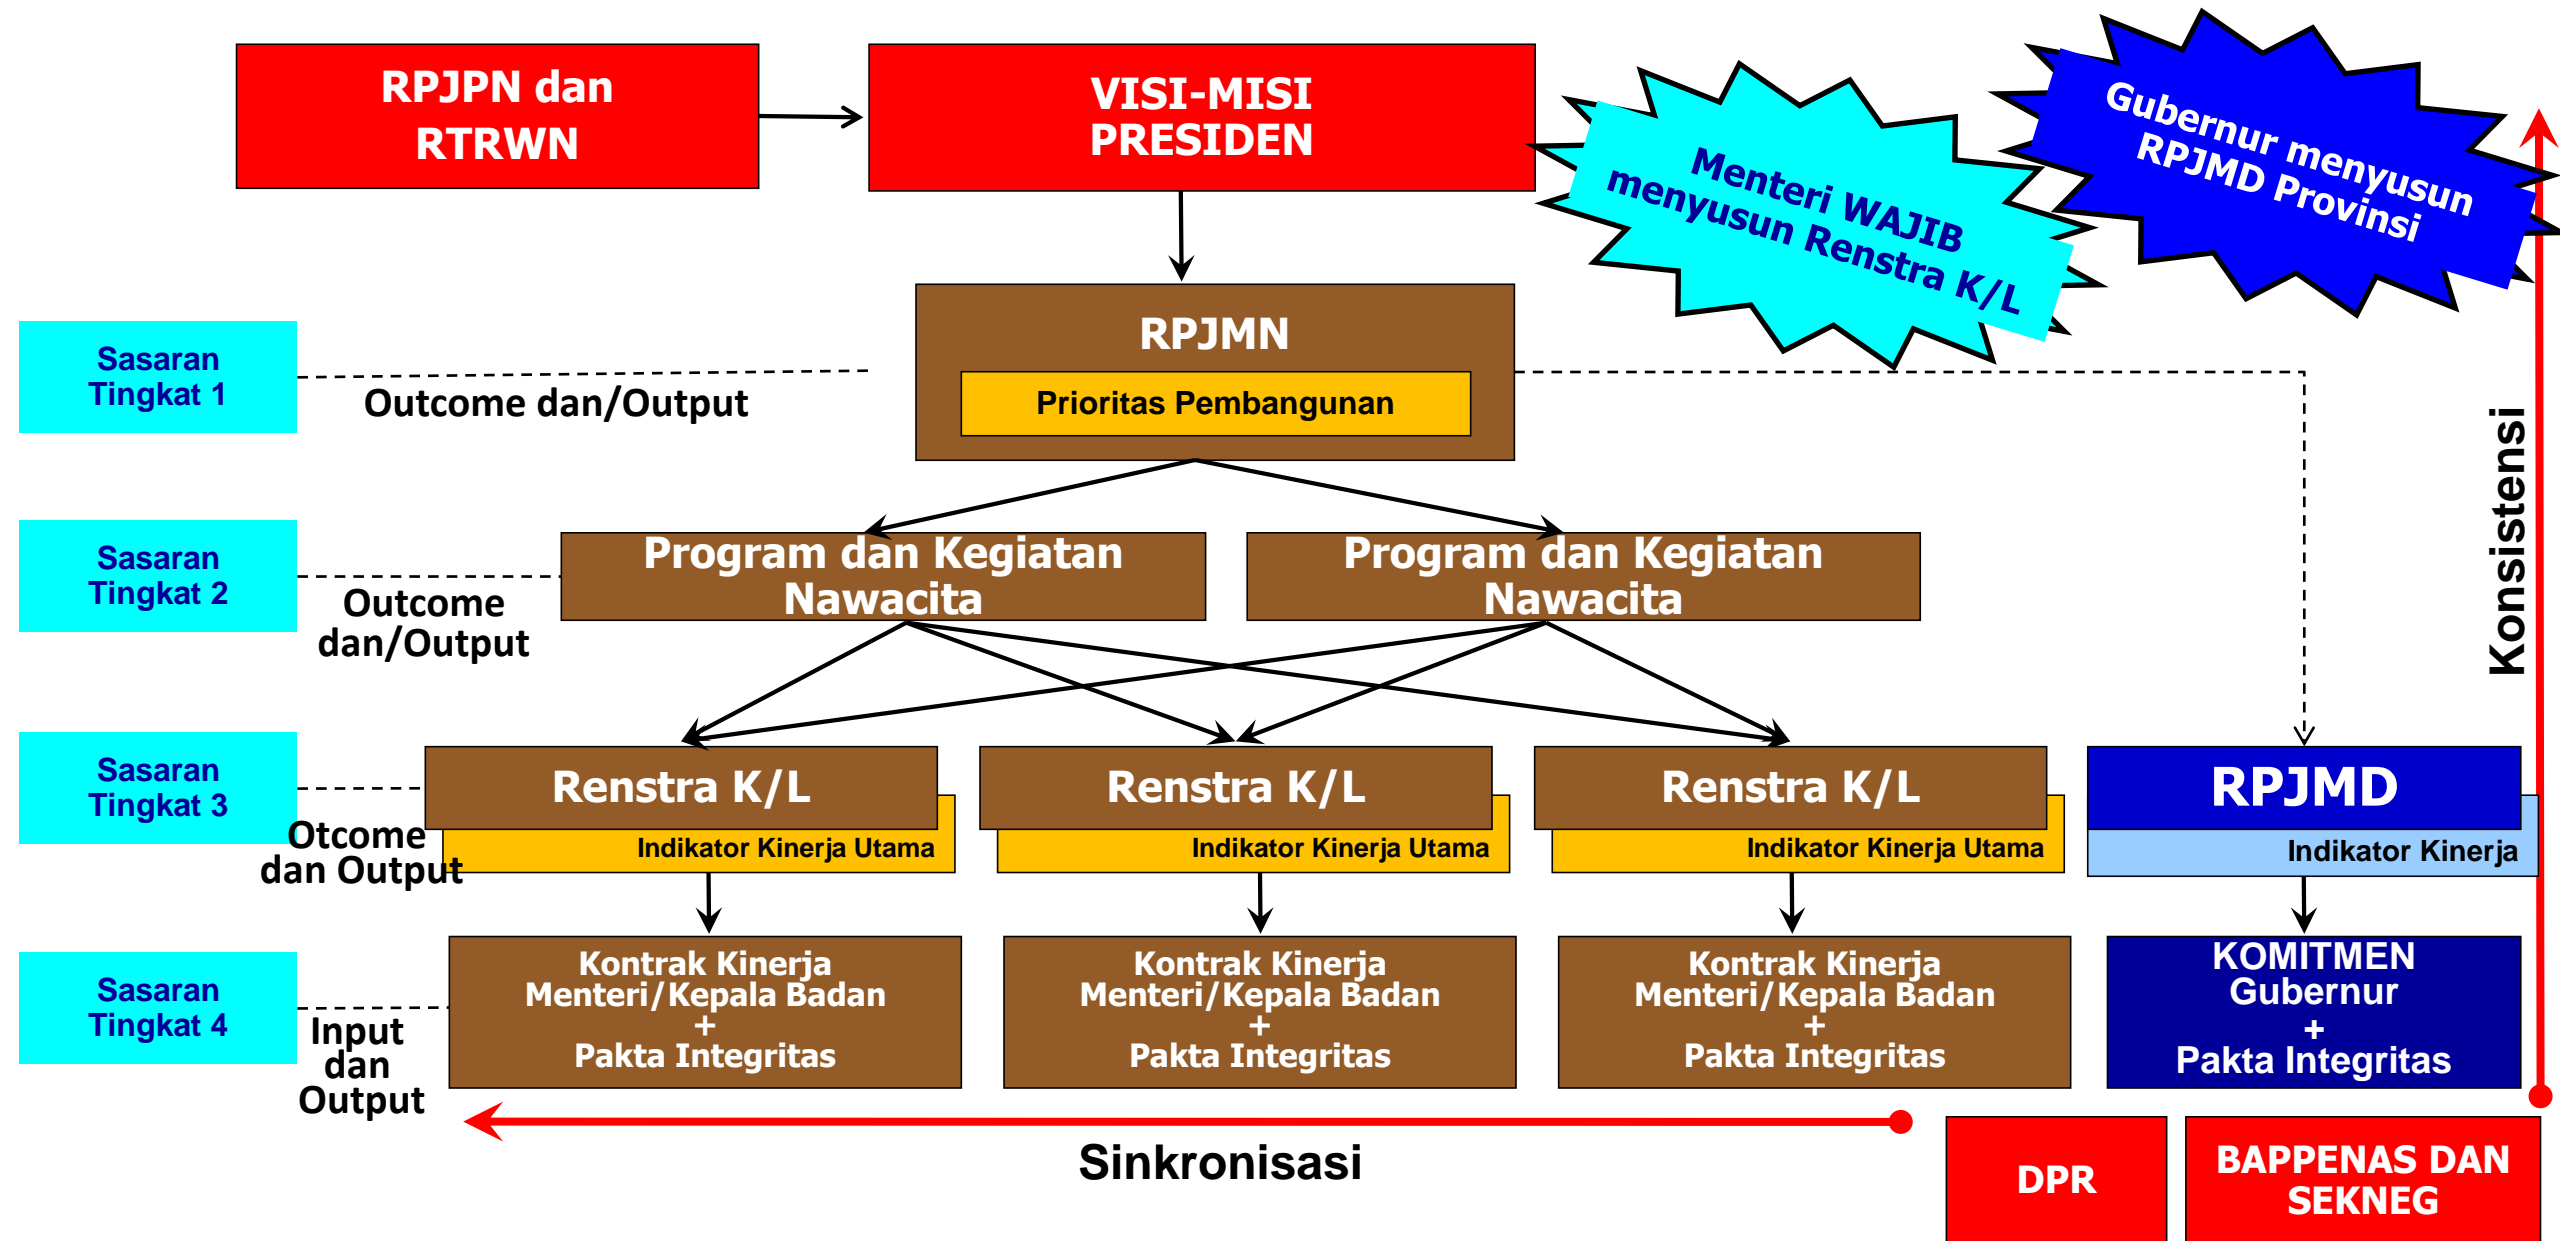 RPJPN dan
RTRWN
VISI-MISI
PRESIDEN
Menteri WAJIB
menyusun Renstra K/L
Gubernur menyusun
RPJMD Provinsi
RPJMN
Prioritas Pembangunan
Sasaran
Tingkat 1
Outcome dan/Output
Konsistensi
Sasaran
Tingkat 2
Outcome
dan/Output
Program dan Kegiatan
Nawacita
Program dan Kegiatan
Nawacita
Sasaran
Tingkat 3
Otcome
dan Output
Renstra K/L
Indikator Kinerja Utama
Renstra K/L
Indikator Kinerja Utama
Renstra K/L
Indikator Kinerja Utama
RPJMD
Indikator Kinerja
Sasaran
Tingkat 4
Input
dan
Output
Kontrak Kinerja
Menteri/Kepala Badan
+
Pakta Integritas
Kontrak Kinerja
Menteri/Kepala Badan
+
Pakta Integritas
Kontrak Kinerja
Menteri/Kepala Badan
+
Pakta Integritas
KOMITMEN
Gubernur
+
Pakta Integritas
Sinkronisasi
DPR
BAPPENAS DAN
SEKNEG